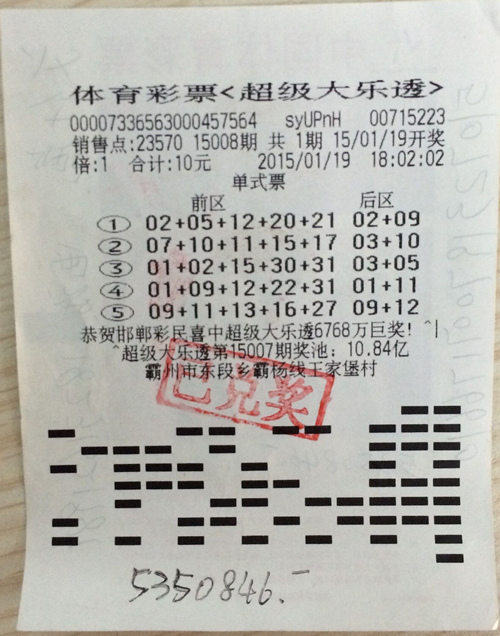 体育彩票<超级大乐透>
00007336563000457564 syUPnH 00715223
销售点:23570 15008期 共 1期 15/01/19开奖
倍:1 合计:10元 2015/01/19 18:02:02
单式票
前区 后区
① 02+05+12+20+21 02+09
② 07+10+11+15+17 03+10
③ 01+02+15+30+31 03+05
④ 01+09+12+22+31 01+11
⑤ 09+11+13+16+27 09+12
恭贺邯郸彩民喜中超级大乐透6768万巨奖! ^|
^超级大乐透第15007期奖池: 10.84亿
霸州市东段乡霸杨线王家堡村
已兑奖
5350846.-